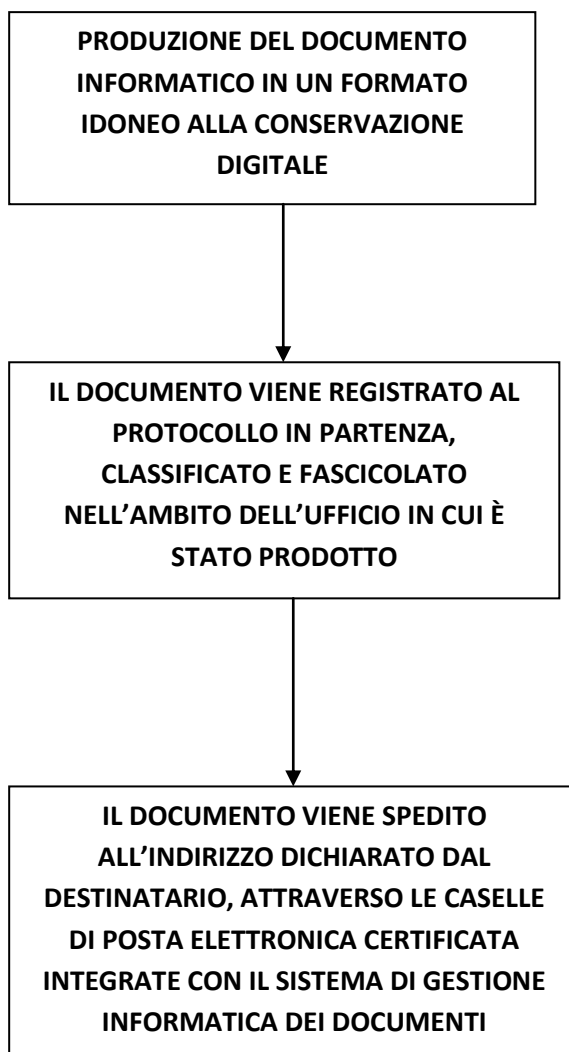 PRODUZIONE DEL DOCUMENTO
INFORMATICO IN UN FORMATO
IDONEO ALLA CONSERVAZIONE
DIGITALE
IL DOCUMENTO VIENE REGISTRATO AL
PROTOCOLLO IN PARTENZA,
CLASSIFICATO E FASCICOLATO
NELL’AMBITO DELL’UFFICIO IN CUI È
STATO PRODOTTO
IL DOCUMENTO VIENE SPEDITO
ALL’INDIRIZZO DICHIARATO DAL
DESTINATARIO, ATTRAVERSO LE CASELLE
DI POSTA ELETTRONICA CERTIFICATA
INTEGRATE CON IL SISTEMA DI GESTIONE
INFORMATICA DEI DOCUMENTI